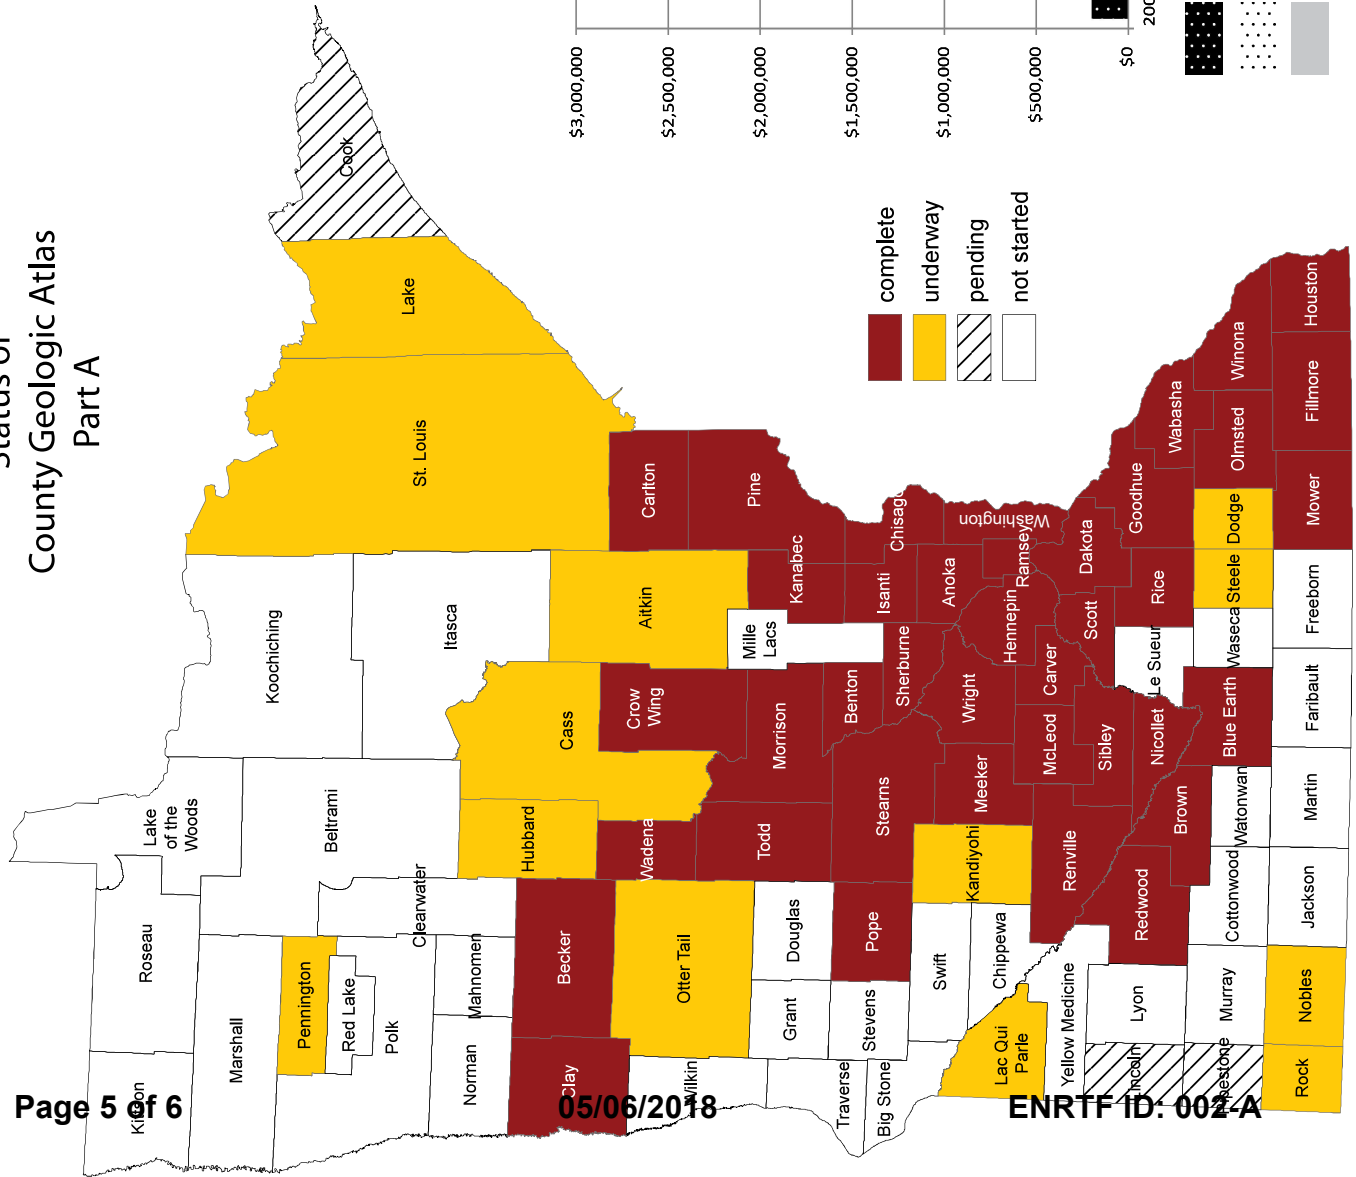 Status of
County Geologic Atlas
Part A
Cook
Lake
St. Louis
Koochiching
Itasca
Lake
of the
Woods
Beltrami
Roseau
Kittson
Marshall
Pennington
Red Lake
Polk
Clearwater
Mahnomen
Norman
Hubbard
Cass
Aitkin
Carlton
Pine
Crow
Wing
Mille
Lacs
Kanabec
Wadena
Becker
Clay
Otter Tail
Wilkin
Todd
Morrison
Douglas
Grant
Pope
Stevens
Traverse
Big Stone
Stearns
Benton
Sherburne
Isanti
Chisago
Anoka
Washington
Ramsey
Hennepin
Wright
Meeker
Kandiyohi
Swift
Chippewa
Lac Qui
Parle
Yellow Medicine
Renville
McLeod
Carver
Scott
Dakota
Sibley
Nicollet
Le Sueur
Rice
Goodhue
Wabasha
Winona
Olmsted
Dodge
Steele
Waseca
Blue Earth
Brown
Redwood
Watonwan
Cottonwood
Lyon
Lincoln
Murray
Rock
Nobles
Jackson
Martin
Faribault
Freeborn
Mower
Fillmore
Houston
complete
underway
pending
not started
$3,000,000
$2,500,000
$2,000,000
$1,500,000
$1,000,000
$500,000
$0
Page 5 of 6
05/06/2018
ENRTF ID: 002-A